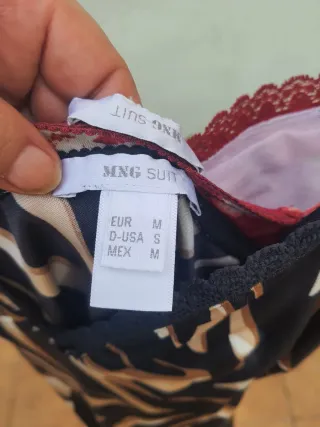 MNG SUIT
MNG SUIT
EUR M
D-USA S
MEX M